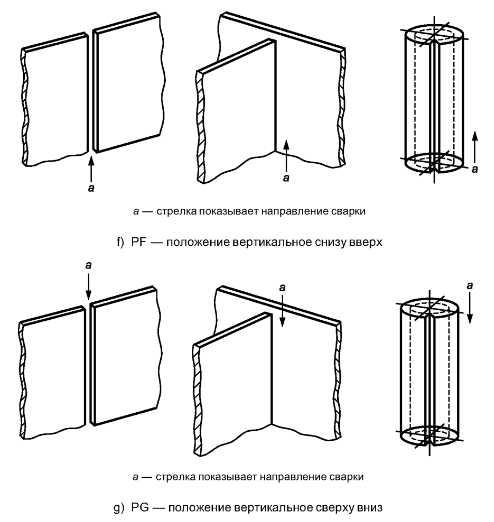 a
a
a
a — стрелка показывает направление сварки
f) PF — положение вертикальное снизу вверх
a
a
a
a — стрелка показывает направление сварки
g) PG — положение вертикальное сверху вниз